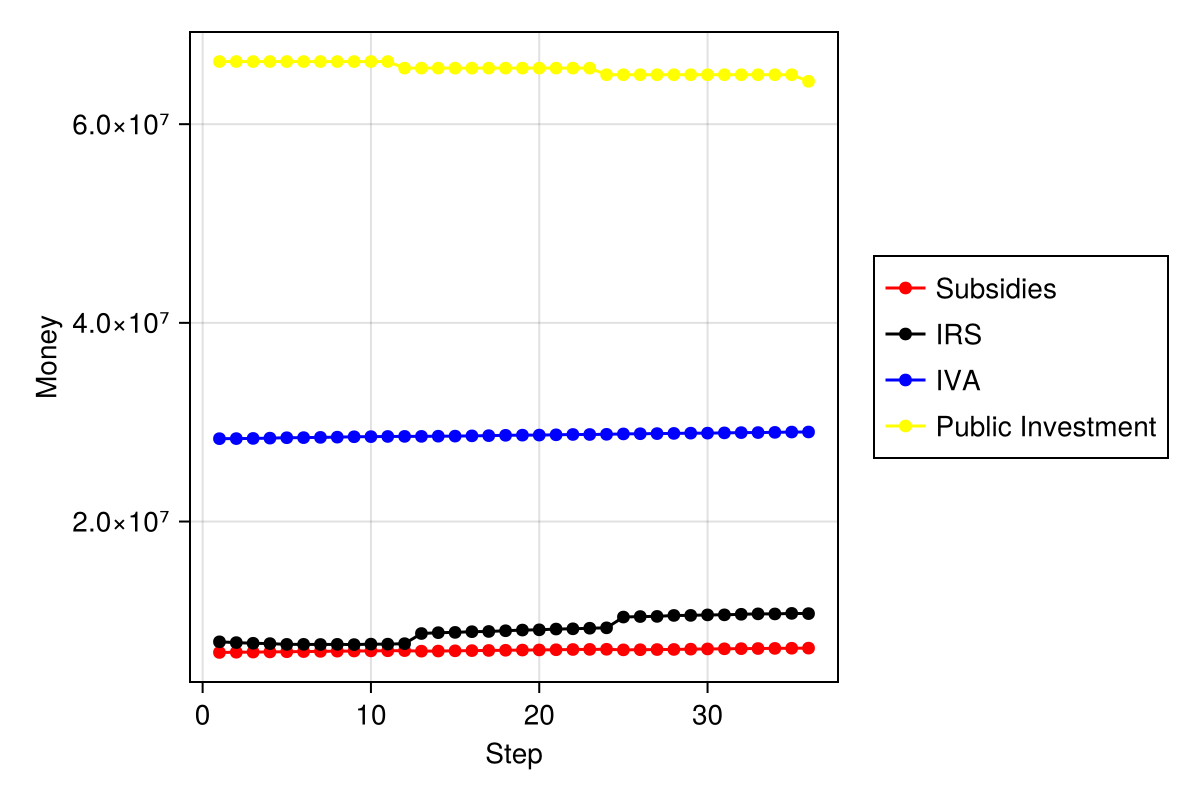 6.0×10⁷
4.0×10⁷
2.0×10⁷
Money
0 10 20 30
Step
Subsidies
IRS
IVA
Public Investment